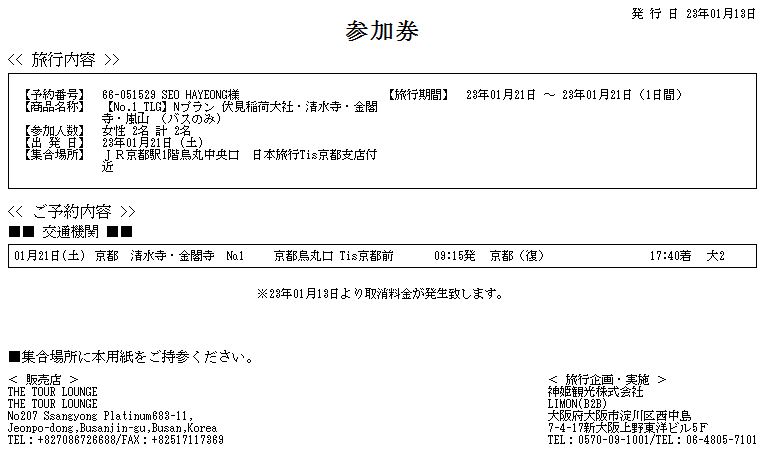 発 行 日 23年01月13日
参加券
<< 旅行内容 >>
【予約番号】 66-051529 SEO HAYEONG様 【旅行期間】 23年01月21日 ～ 23年01月21日（1日間）
【商品名称】 【No.1_TLG】Nプラン 伏見稲荷大社・清水寺・金閣
寺・嵐山 （バスのみ）
【参加人数】 女性 2名 計 2名
【出 発 日】 23年01月21日（土）
【集合場所】 ＪＲ京都駅1階烏丸中央口 日本旅行Tis京都支店付
近
<< ご予約内容 >>
■■ 交通機関 ■■
01月21日(土) 京都 清水寺・金閣寺 No1 京都烏丸口 Tis京都前 09:15発 京都（復） 17:40着 大2
※23年01月13日より取消料金が発生致します。
■集合場所に本用紙をご持参ください。
＜ 販売店 ＞
THE TOUR LOUNGE
THE TOUR LOUNGE
No207 Ssangyong Platinum683-11,
Jeonpo-dong,Busanjin-gu,Busan,Korea
TEL：+827086726688/FAX：+82517117369
＜ 旅行企画・実施 ＞
神姫観光株式会社
LIMON(B2B)
大阪府大阪市淀川区西中島
7-4-17新大阪上野東洋ビル5F
TEL：0570-09-1001/TEL：06-4805-7101